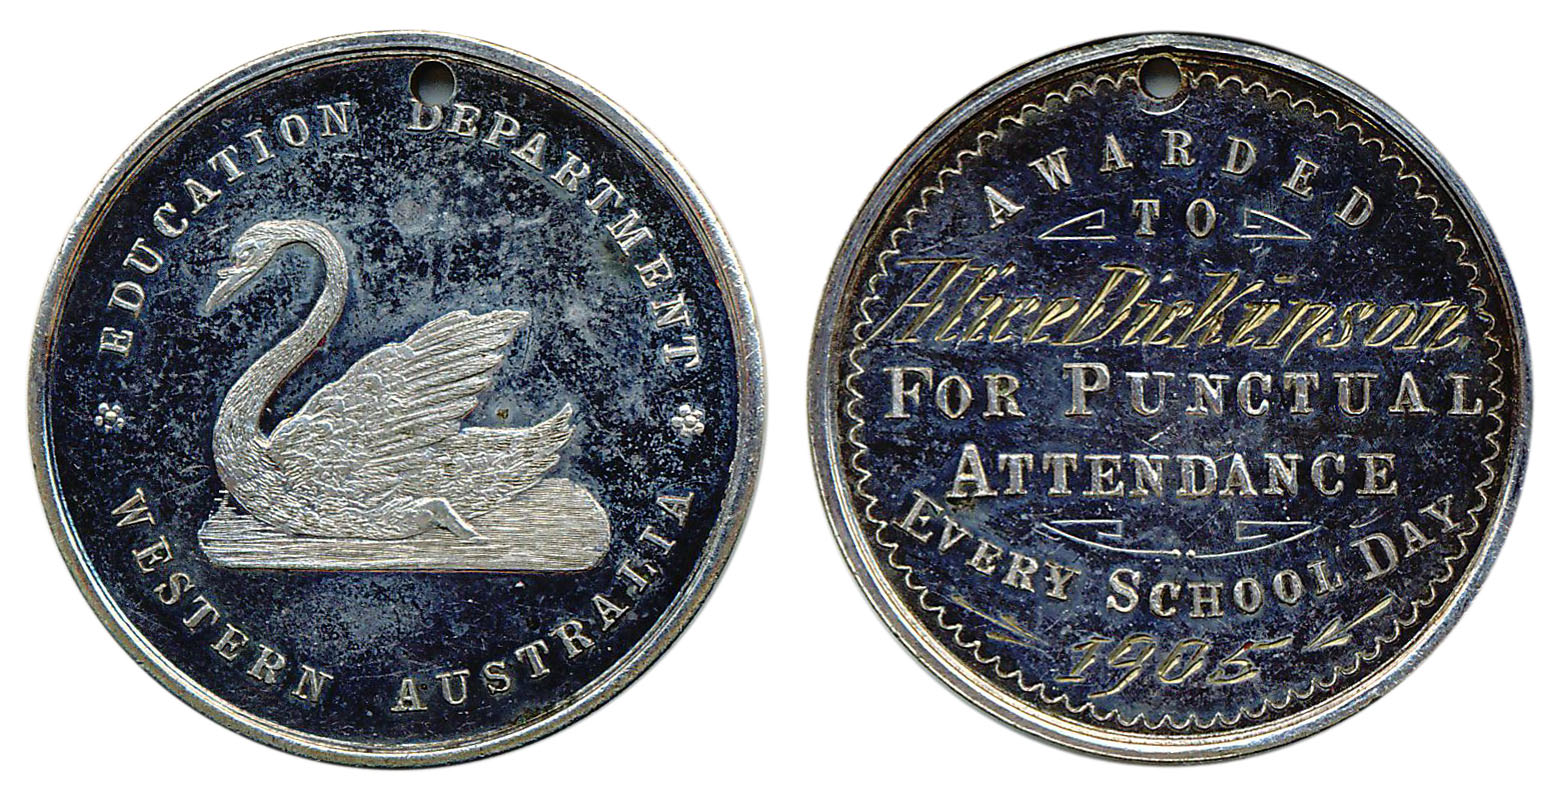 EDUCATION DEPARTMENT
WESTERN AUSTRALIA
AWARDED
TO
Alice Dickinson.
FOR PUNCTUAL
ATTENDANCE
EVERY SCHOOL DAY
1905